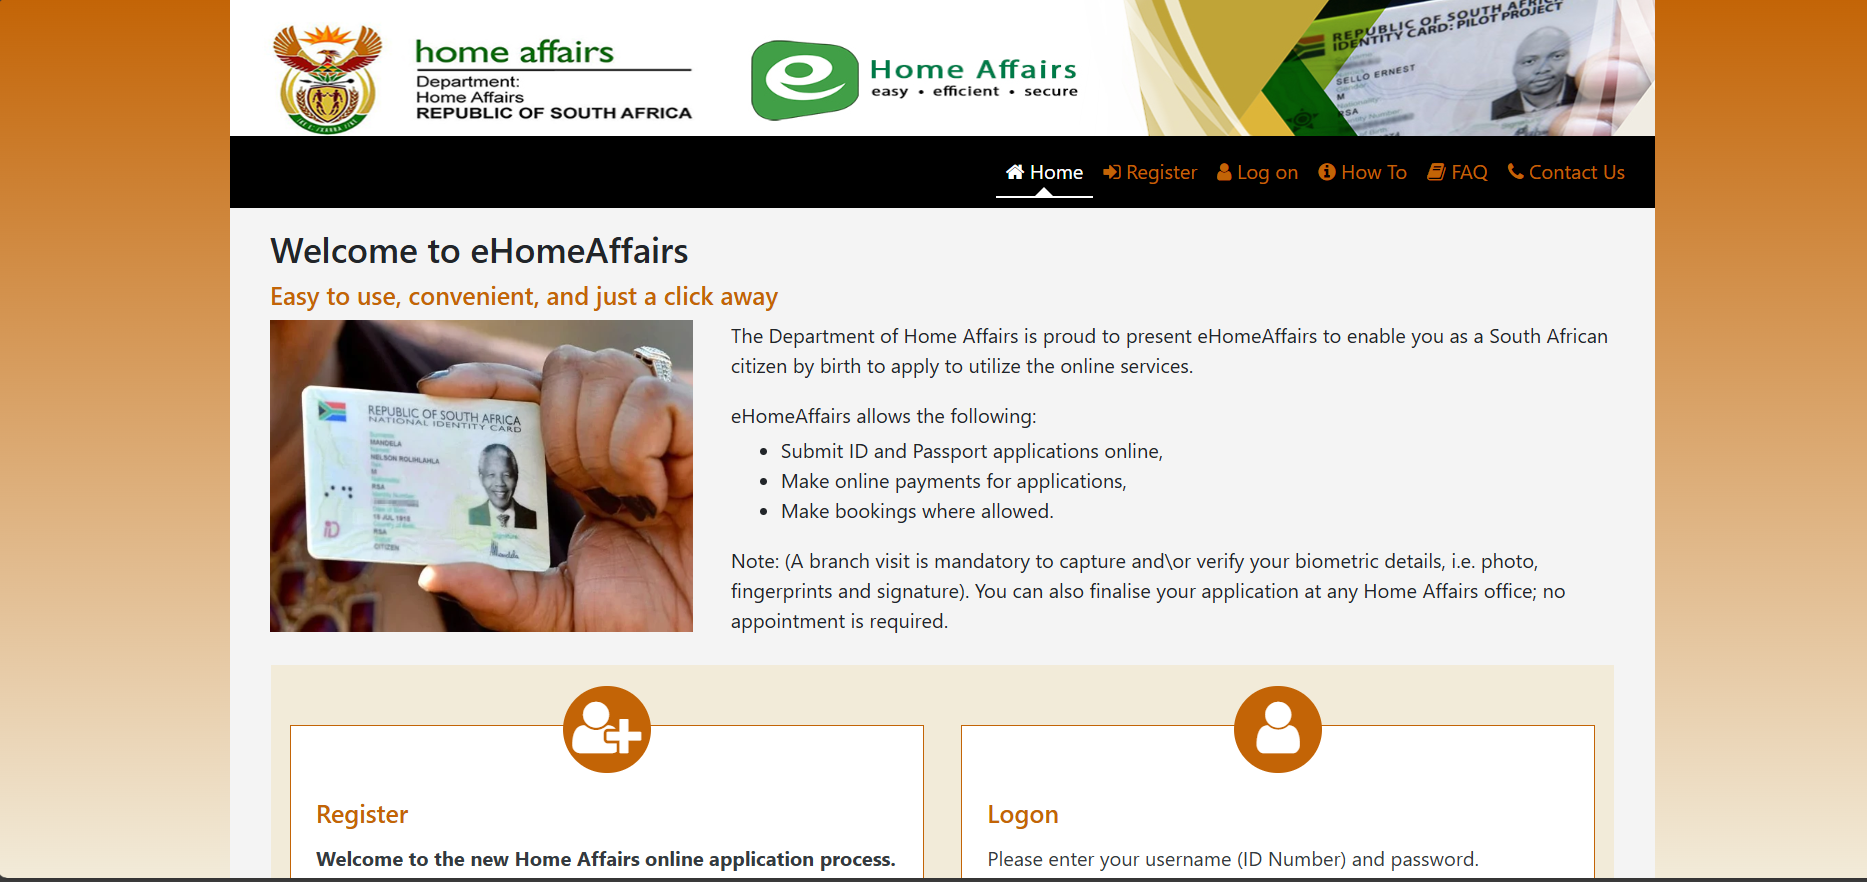 home affairs
Department:
Home Affairs
REPUBLIC OF SOUTH AFRICA
e Home Affairs
easy • efficient • secure
REPUBLIC OF SOUTH AFRICA
IDENTITY CARD: PILOT PROJECT
SELLO ERNEST
M
RSA
Home
Register
Log on
How To
FAQ
Contact Us
Welcome to eHomeAffairs
Easy to use, convenient, and just a click away
REPUBLIC OF SOUTH AFRICA
NATIONAL IDENTITY CARD
MANDELA
NELSON ROLIHLAHLA
M
RSA
18 JUL 1918
RSA
CITIZEN
iD
The Department of Home Affairs is proud to present eHomeAffairs to enable you as a South African
citizen by birth to apply to utilize the online services.
eHomeAffairs allows the following:
• Submit ID and Passport applications online,
• Make online payments for applications,
• Make bookings where allowed.
Note: (A branch visit is mandatory to capture and\or verify your biometric details, i.e. photo,
fingerprints and signature). You can also finalise your application at any Home Affairs office; no
appointment is required.
Register
Welcome to the new Home Affairs online application process.
Logon
Please enter your username (ID Number) and password.